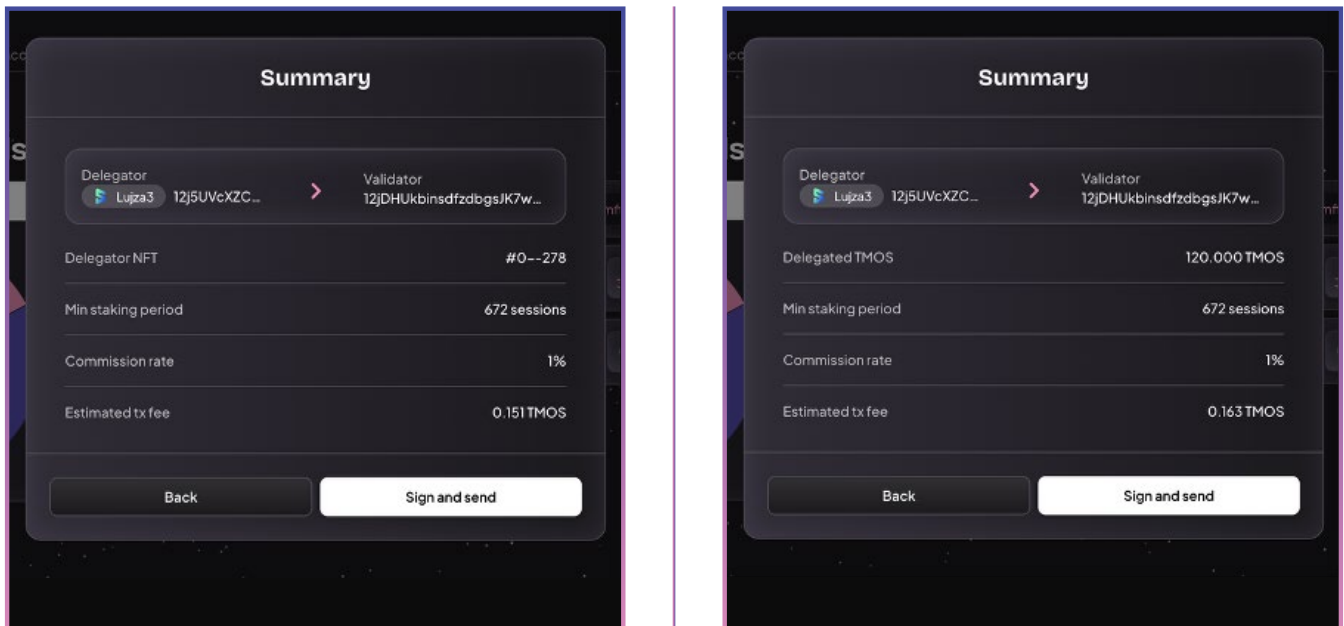 Summary
Delegator
Lujza3 12j5UVcXZC...
Validator
12jDHUkbinsdfzdbgsJK7w...
Delegator NFT #0--278
Min staking period 672 sessions
Commission rate 1%
Estimated tx fee 0.151 TMOS
Back Sign and send
Summary
Delegator
Lujza3 12j5UVcXZC...
Validator
12jDHUkbinsdfzdbgsJK7w...
Delegated TMOS 120.000 TMOS
Min staking period 672 sessions
Commission rate 1%
Estimated tx fee 0.163 TMOS
Back Sign and send